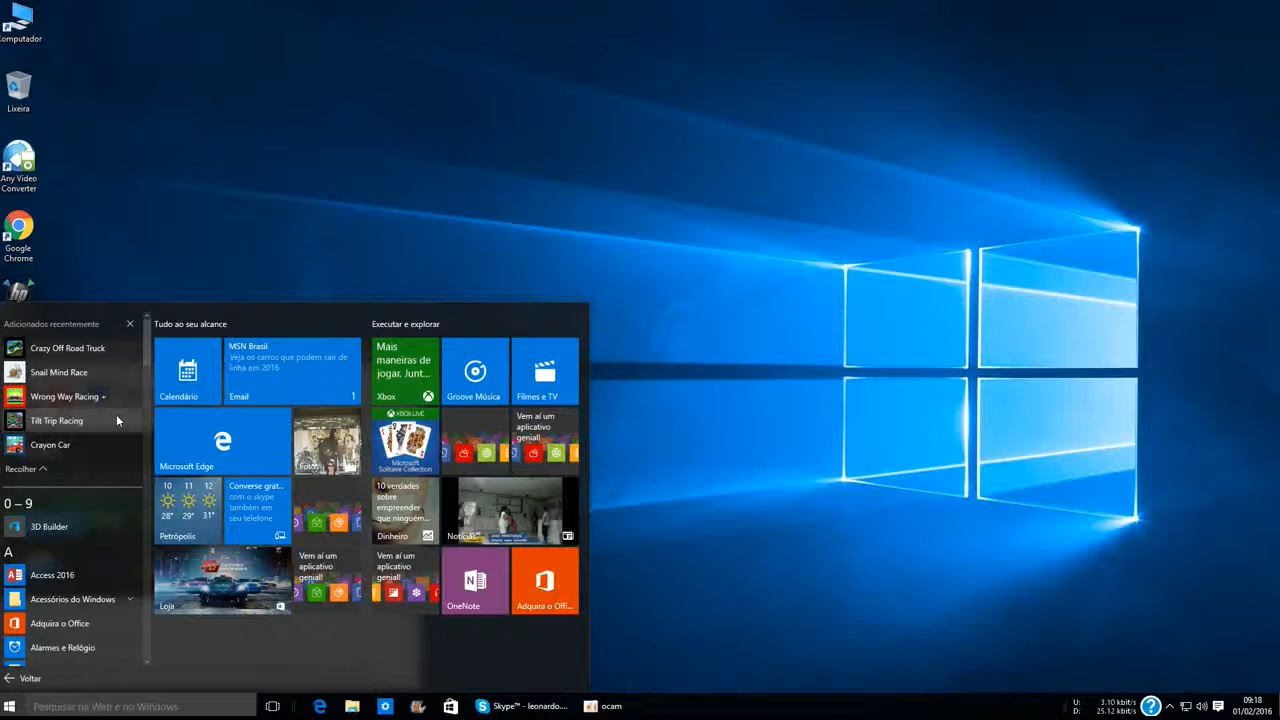 Computador
Lixeira
Any Video
Converter
Google
Chrome
Adicionados recentemente
Crazy Off Road Truck
Snail Mind Race
Wrong Way Racing +
Tilt Trip Racing
Crayon Car
Recolher
0 – 9
3D Builder
A
Access 2016
Acessórios do Windows
Adquira o Office
Alarmes e Relógio
Voltar
Tudo ao seu alcance
Calendário
MSN Brasil
Veja os carros que podem sair de
linha em 2016
Email 1
Microsoft Edge
Fotos
10 11 12
28° 29° 31°
Petrópolis
Converse grat...
com o skype
também em
seu telefone
Loja
Vem aí um
aplicativo
genial!
Executar e explorar
Mais
maneiras de
jogar. Junt...
Xbox
Groove Música
Filmes e TV
XBOX LIVE
Microsoft
Solitaire Collection
Vem aí um
aplicativo
genial!
10 verdades
sobre
empreender
que ninguém...
Dinheiro
Notícias
Vem aí um
aplicativo
genial!
OneNote
Adquira o Offi...
Pesquisar na Web e no Windows
Skype™ - leonardo....
ocam
U: 3.10 kbit/s
D: 25.12 kbit/s
09:18
01/02/2016